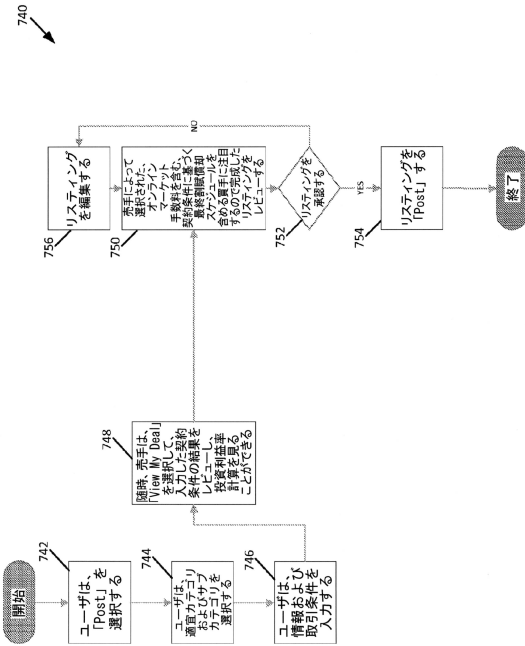 740
開始
742
ユーザは、
「Post」を
選択する
744
ユーザは、
適宜カテゴリ
およびサブ
カテゴリを
選択する
746
ユーザは、
情報および
取引条件を
入力する
748
随時、売手は、
「View My Deal」
を選択して、
入力した契約
条件の結果を
レビューし、
投資利益率
計算を見る
ことができる
756
リスティング
を編集する
750
売手によって
選択された、
オンライン
マーケット
手数料を含む、
契約条件に基づく
最終割賦償却
スケジュールを
含める買手に注目
するので完成した
リスティングを
レビューする
752
リスティングを
承認する
NO
YES
754
リスティングを
「Post」する
終了